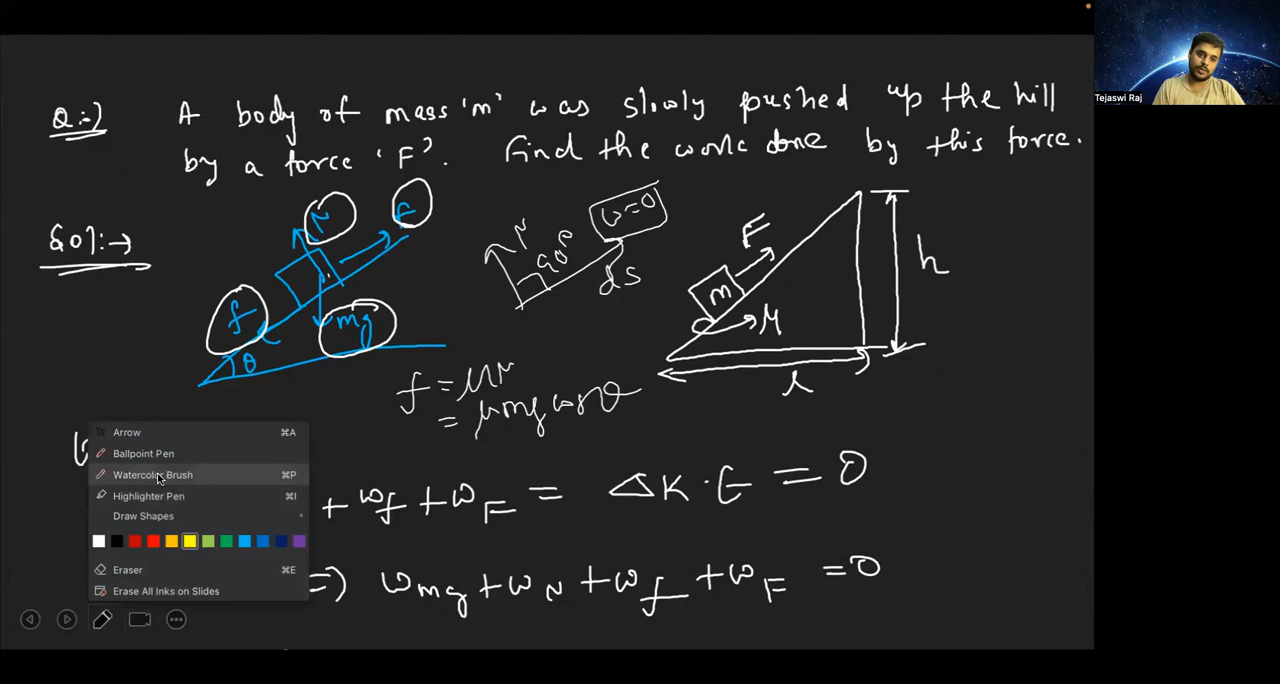 Tejaswi Raj
Q:-) A body of mass 'm' was slowly pushed up the hill
by a force 'F'. Find the work done by this force.
Sol:→
N F
f mg θ
N 90° ds
W=0
F
m
μ
h
l
f = μN
= μmg cosθ
+ Wf + WF = ΔK.E = 0
=) Wmg + WN + Wf + WF = 0
Arrow ⌘A
Ballpoint Pen
Watercolor Brush ⌘P
Highlighter Pen ⌘I
Draw Shapes ›
Eraser ⌘E
Erase All Inks on Slides